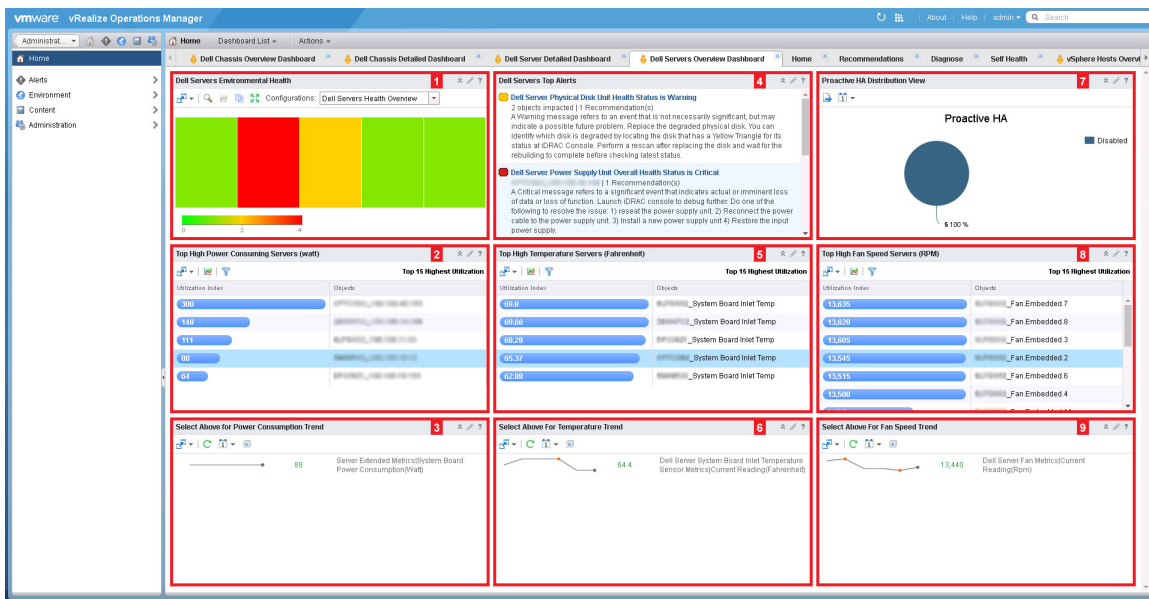 vmware vRealize Operations Manager
About Help admin Search
Administrat...
Home Dashboard List Actions
Home
Alerts
Environment
Content
Administration
Dell Chassis Overview Dashboard Dell Chassis Detailed Dashboard Dell Server Detailed Dashboard Dell Servers Overview Dashboard Home Recommendations Diagnose Self Health vSphere Hosts Overvi
Dell Servers Environmental Health 1
Configurations: Dell Servers Health Overview
0 2 4
Dell Servers Top Alerts 4
Dell Server Physical Disk Unit Health Status is Warning
2 objects impacted | 1 Recommendation(s)
A Warning message refers to an event that is not necessarily significant, but may
indicate a possible future problem. Replace the degraded physical disk. You can
identify which disk is degraded by locating the disk that has a Yellow Triangle for its
status at iDRAC Console. Perform a rescan after replacing the disk and wait for the
rebuilding to complete before checking latest status.
Dell Server Power Supply Unit Overall Health Status is Critical
| 1 Recommendation(s)
A Critical message refers to a significant event that indicates actual or imminent loss
of data or loss of function. Launch iDRAC console to debug further. Do one of the
following to resolve the issue: 1) reseat the power supply unit. 2) Reconnect the power
cable to the power supply unit. 3) Install a new power supply unit 4) Restore the input
power supply.
Proactive HA Distribution View 7
Proactive HA
Disabled
5 100 %
Top High Power Consuming Servers (watt) 2
Top 15 Highest Utilization
Utilization Index Objects
300
148
111
88
64
Top High Temperature Servers (Fahrenheit) 5
Top 15 Highest Utilization
Utilization Index Objects
69.8 _System Board Inlet Temp
69.66 _System Board Inlet Temp
68.28 _System Board Inlet Temp
65.37 _System Board Inlet Temp
62.88 _System Board Inlet Temp
Top High Fan Speed Servers (RPM) 8
Top 15 Highest Utilization
Utilization Index Objects
13,635 _Fan.Embedded.7
13,620 _Fan.Embedded.8
13,605 _Fan.Embedded.3
13,545 _Fan.Embedded.2
13,515 _Fan.Embedded.6
13,500 _Fan.Embedded.4
Select Above for Power Consumption Trend 3
88 Server Extended Metrics|System Board
Power Consumption(Watt)
Select Above For Temperature Trend 6
64.4 Dell Server System Board Inlet Temperature
Sensor Metrics|Current Reading(Fahrenheit)
Select Above For Fan Speed Trend 9
13,440 Dell Server Fan Metrics|Current
Reading(Rpm)